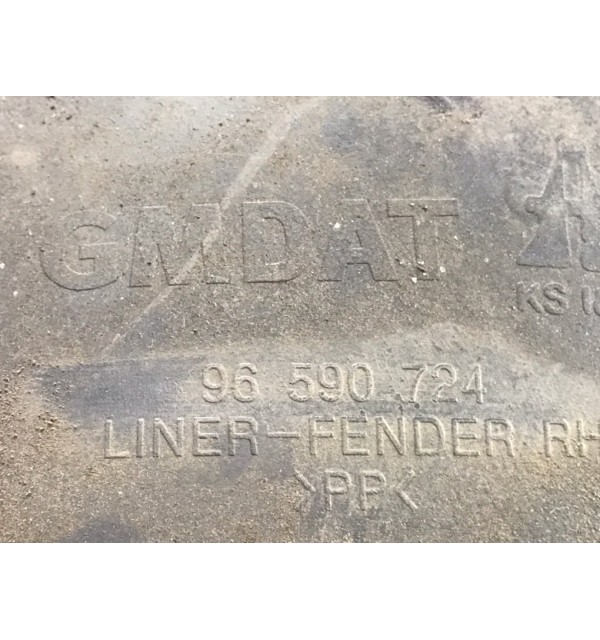 GMDAT
KS
96 590 724
LINER-FENDER RH
>PP<